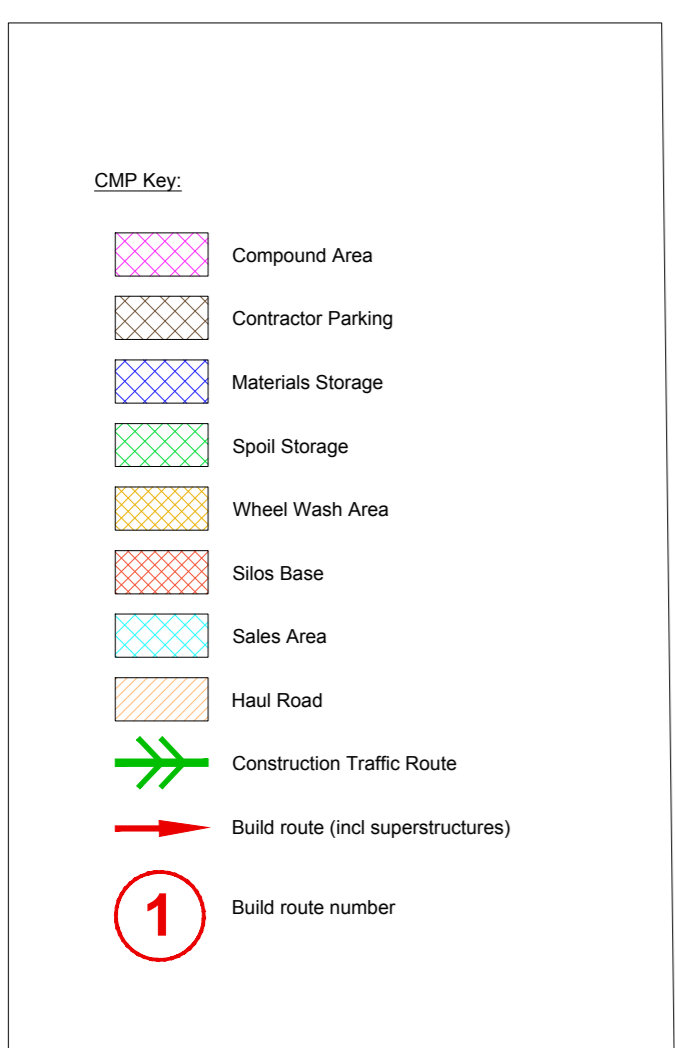 CMP Key:
Compound Area
Contractor Parking
Materials Storage
Spoil Storage
Wheel Wash Area
Silos Base
Sales Area
Haul Road
Construction Traffic Route
Build route (incl superstructures)
1
Build route number